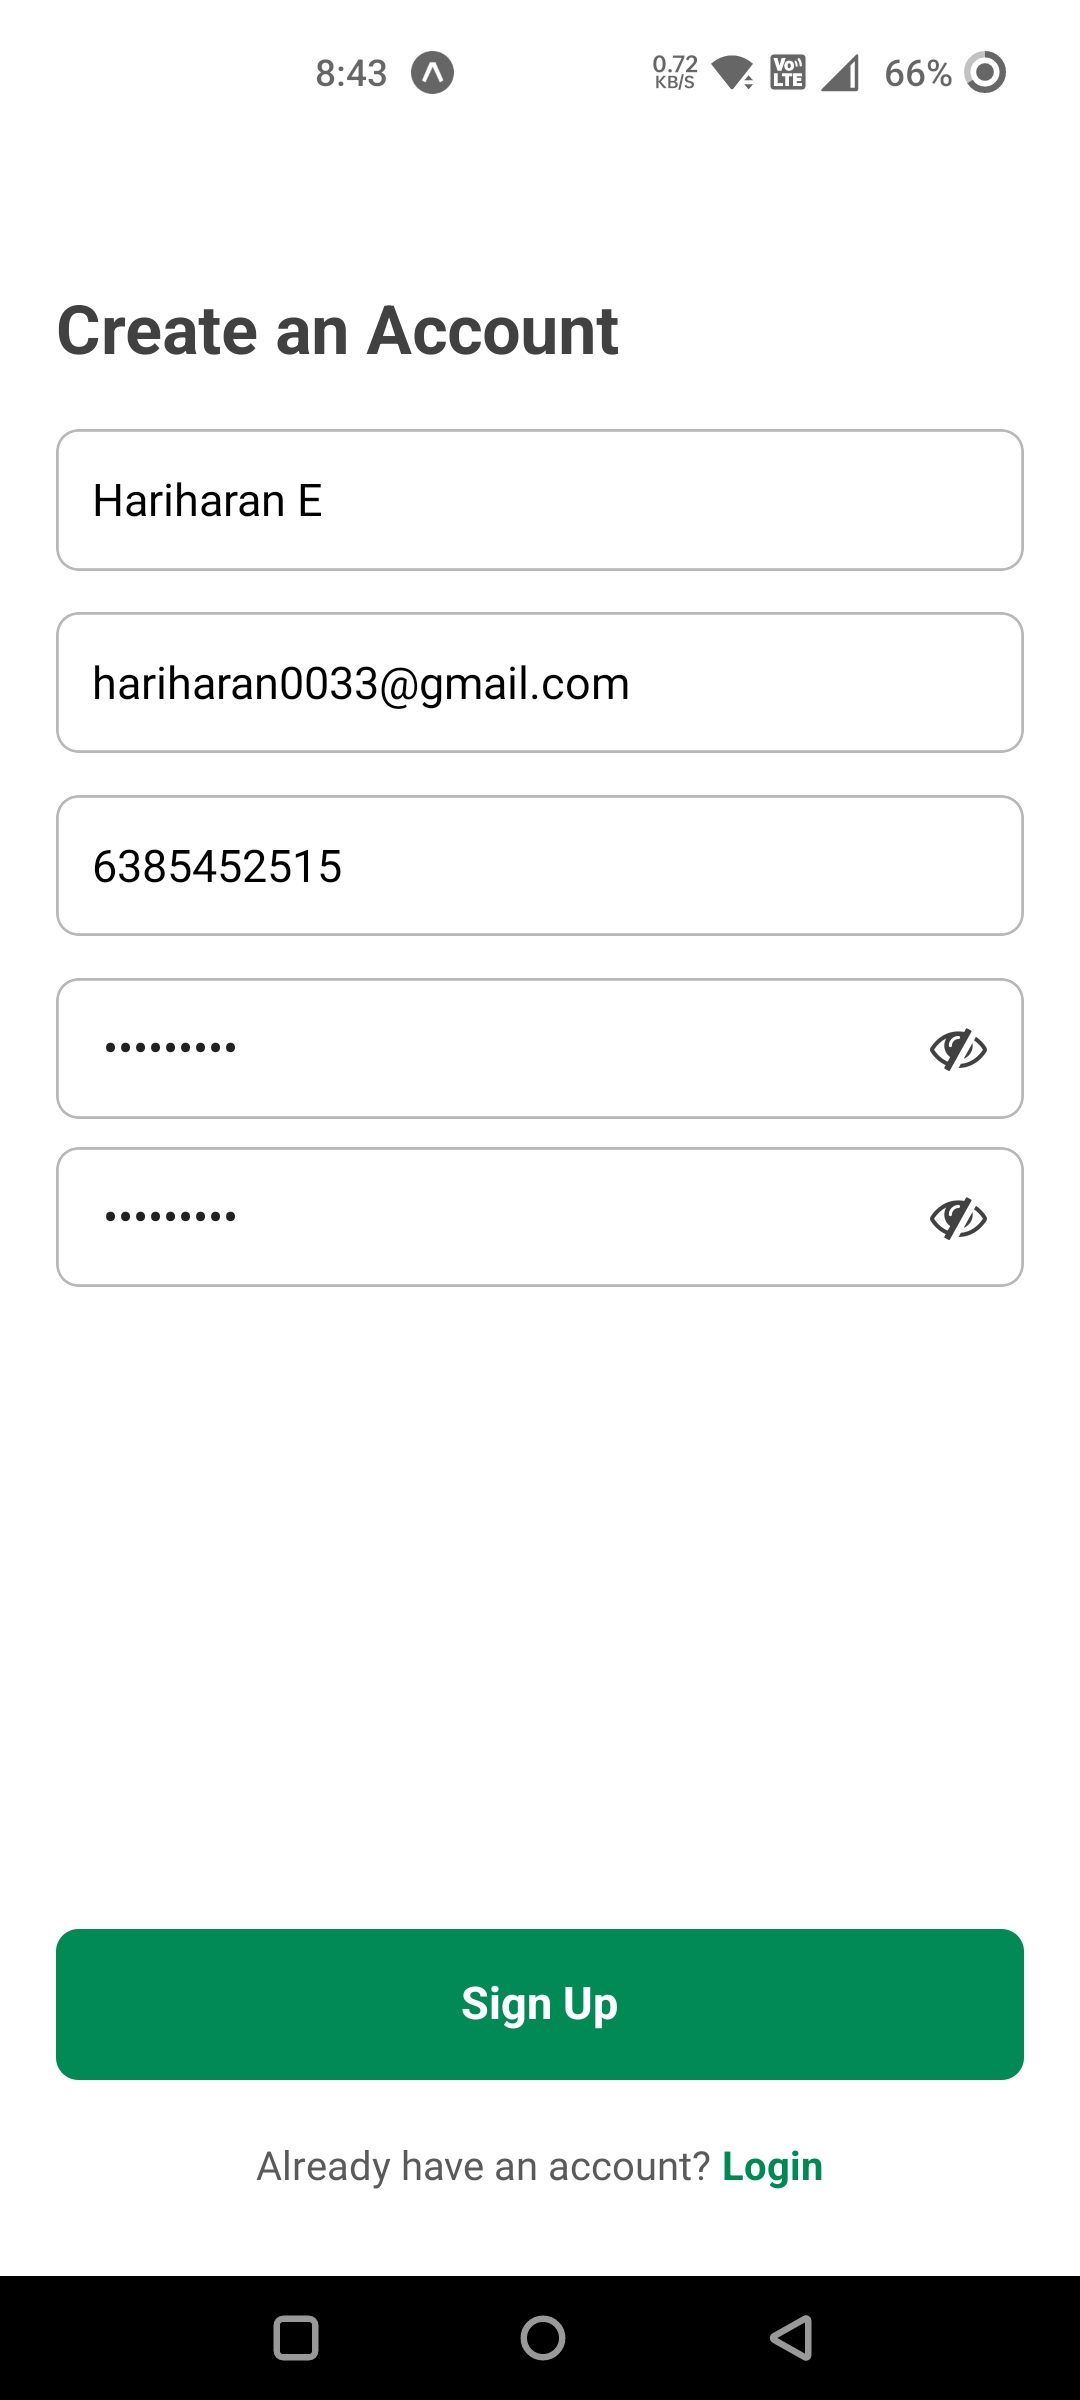 8:43
0.72
KB/S
Vo
LTE
66%
Create an Account
Hariharan E
hariharan0033@gmail.com
6385452515
•••••••••
•••••••••
Sign Up
Already have an account? Login